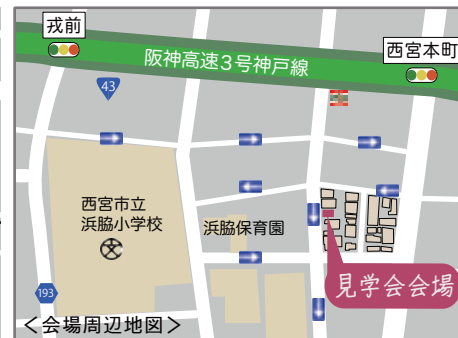 戎前
西宮本町
阪神高速3号神戸線
43
西宮市立
浜脇小学校
浜脇保育園
193
見学会会場
＜会場周辺地図＞